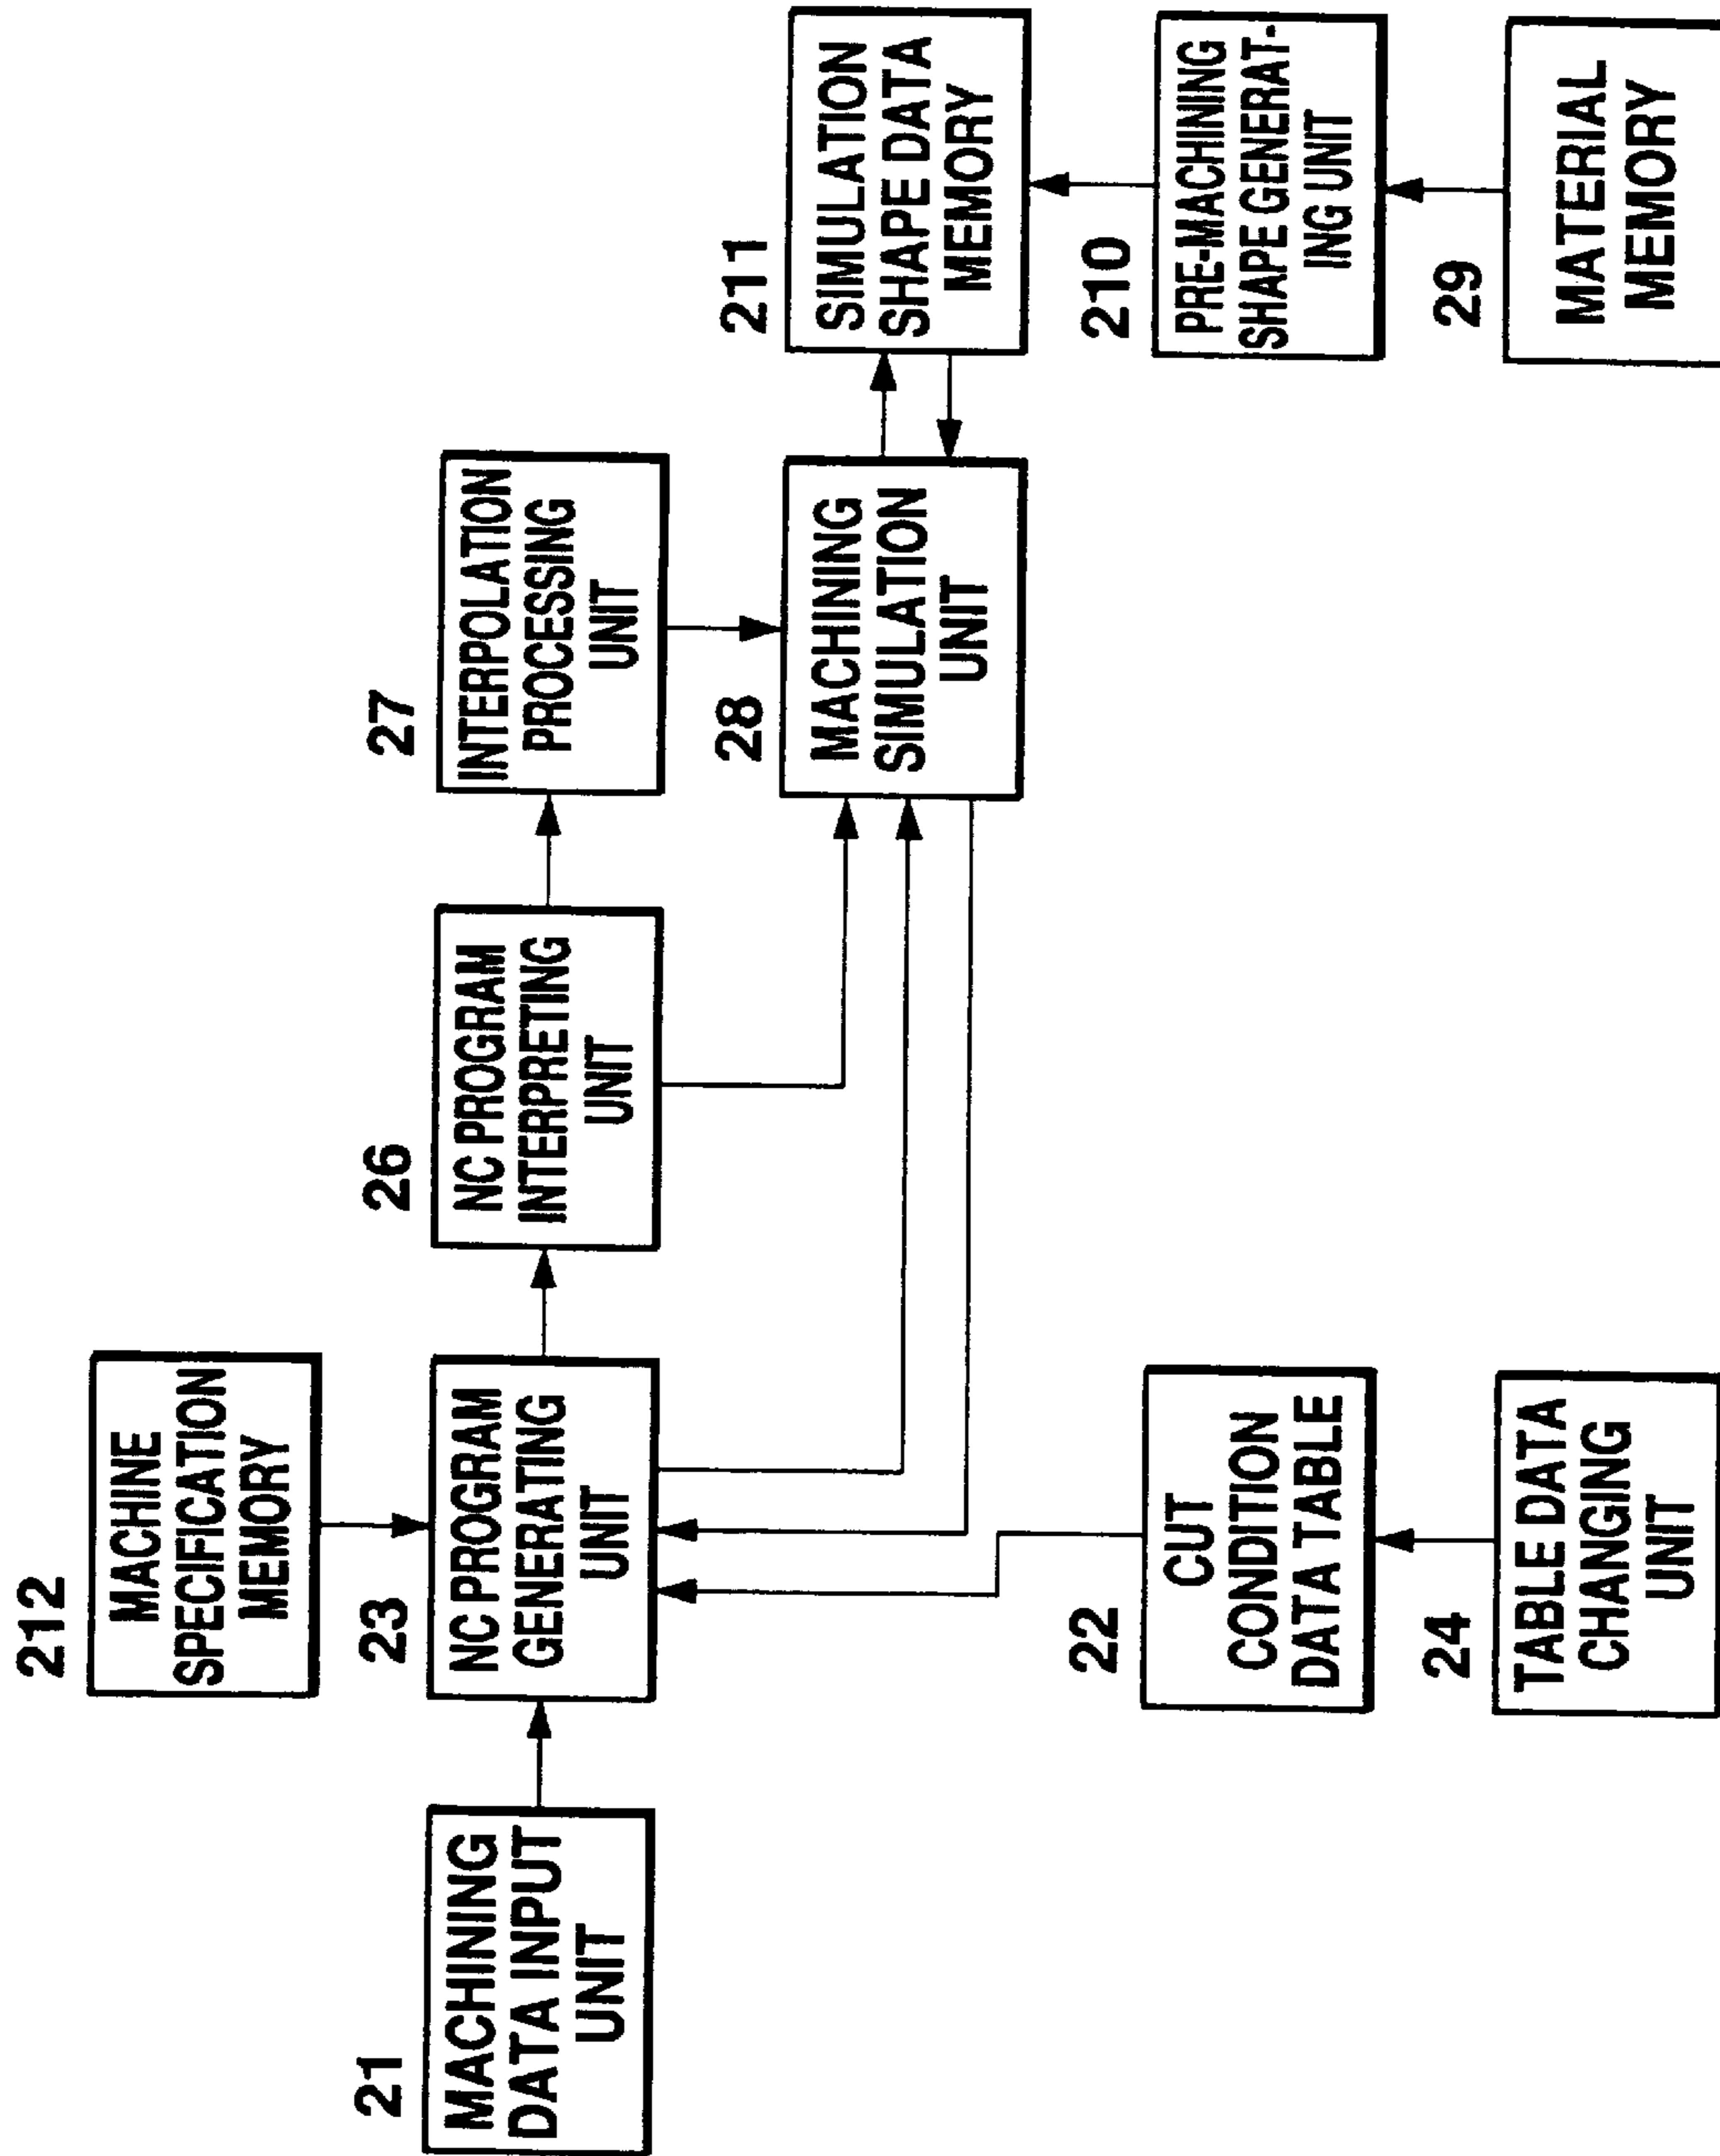 212
MACHINE
SPECIFICATION
MEMORY
21
MACHINING
DATA INPUT
UNIT
23
NC PROGRAM
GENERATING
UNIT
26
NC PROGRAM
INTERPRETING
UNIT
27
INTERPOLATION
PROCESSING
UNIT
28
MACHINING
SIMULATION
UNIT
211
SIMULATION
SHAPE DATA
MEMORY
22
CUT
CONDITION
DATA TABLE
210
PRE-MACHINING
SHAPE GENERAT-
ING UNIT
24
TABLE DATA
CHANGING
UNIT
29
MATERIAL
MEMORY